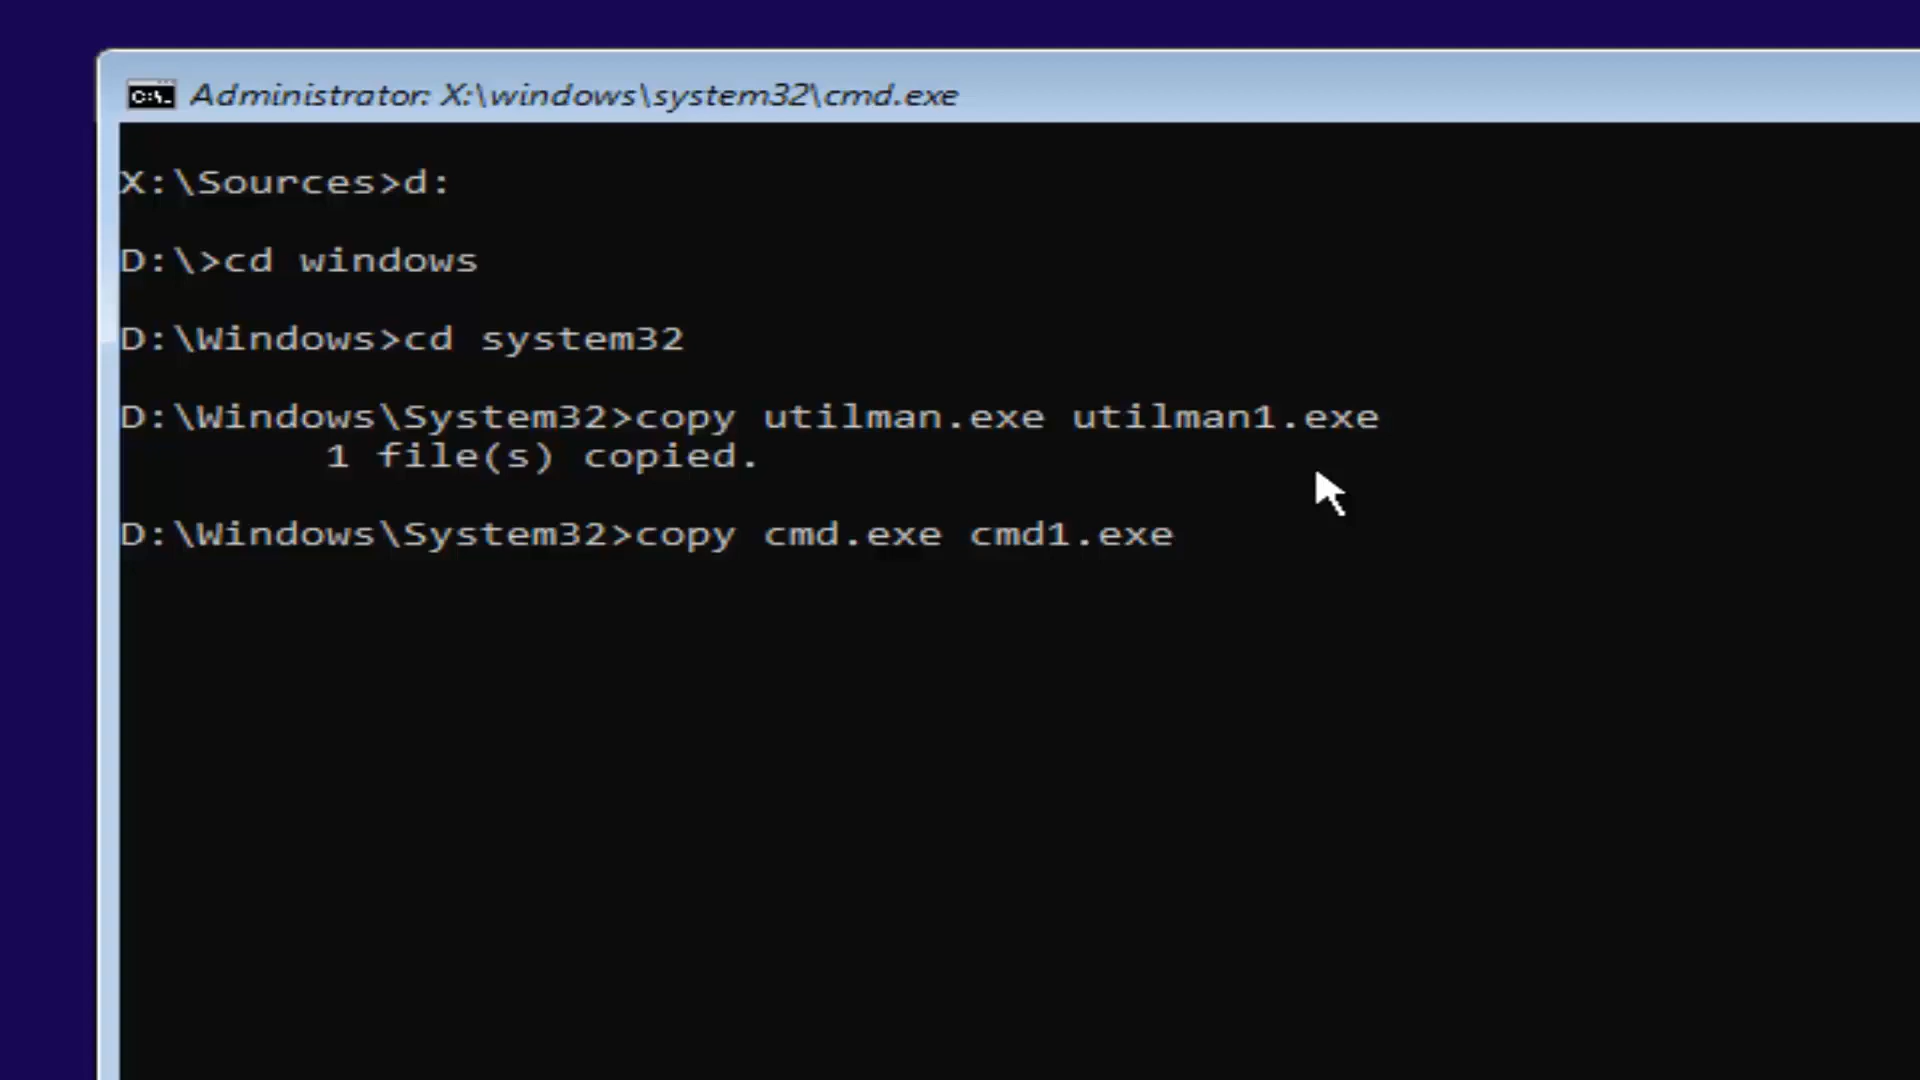 C:\.
Administrator: X:\windows\system32\cmd.exe
X:\Sources>d:
D:\>cd windows
D:\Windows>cd system32
D:\Windows\System32>copy utilman.exe utilman1.exe
1 file(s) copied.
D:\Windows\System32>copy cmd.exe cmd1.exe